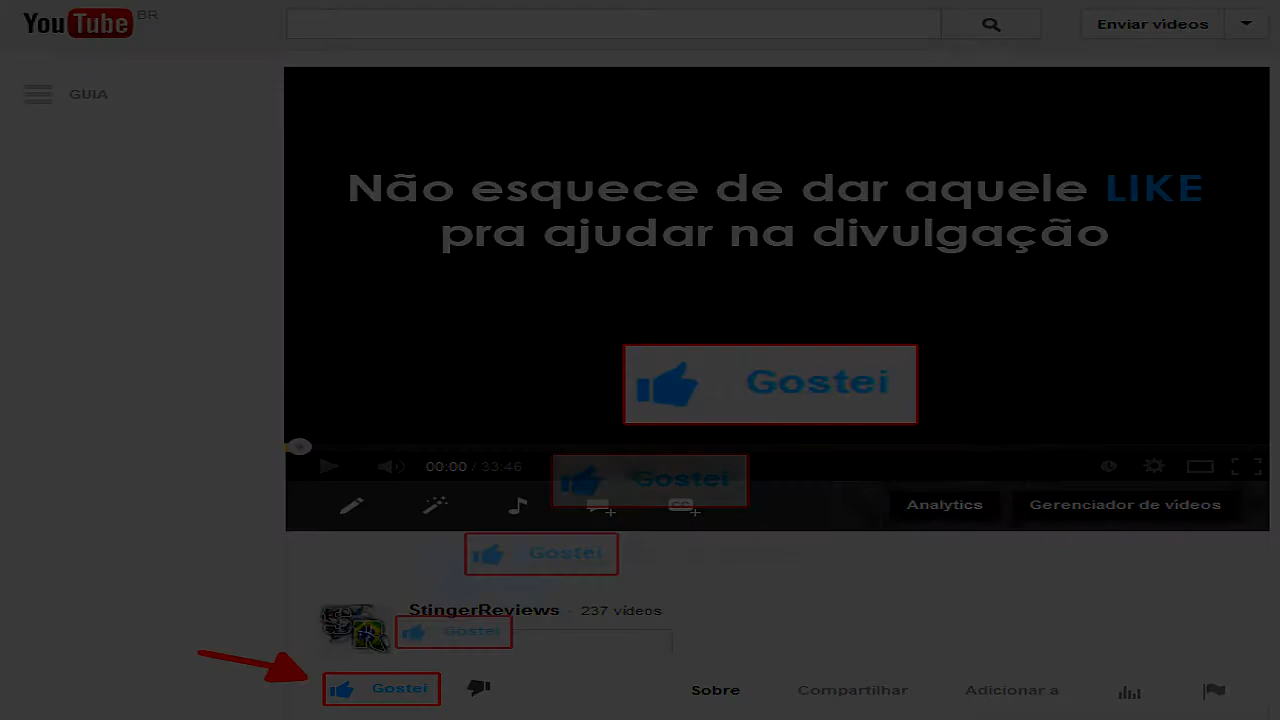 YouTube BR
Enviar vídeos
GUIA
Não esquece de dar aquele LIKE
pra ajudar na divulgação
Gostei
00:00 / 33:46
Gostei
Analytics
Gerenciador de vídeos
Gostei
StingerReviews · 237 vídeos
Gostei
Gostei
Sobre
Compartilhar
Adicionar a